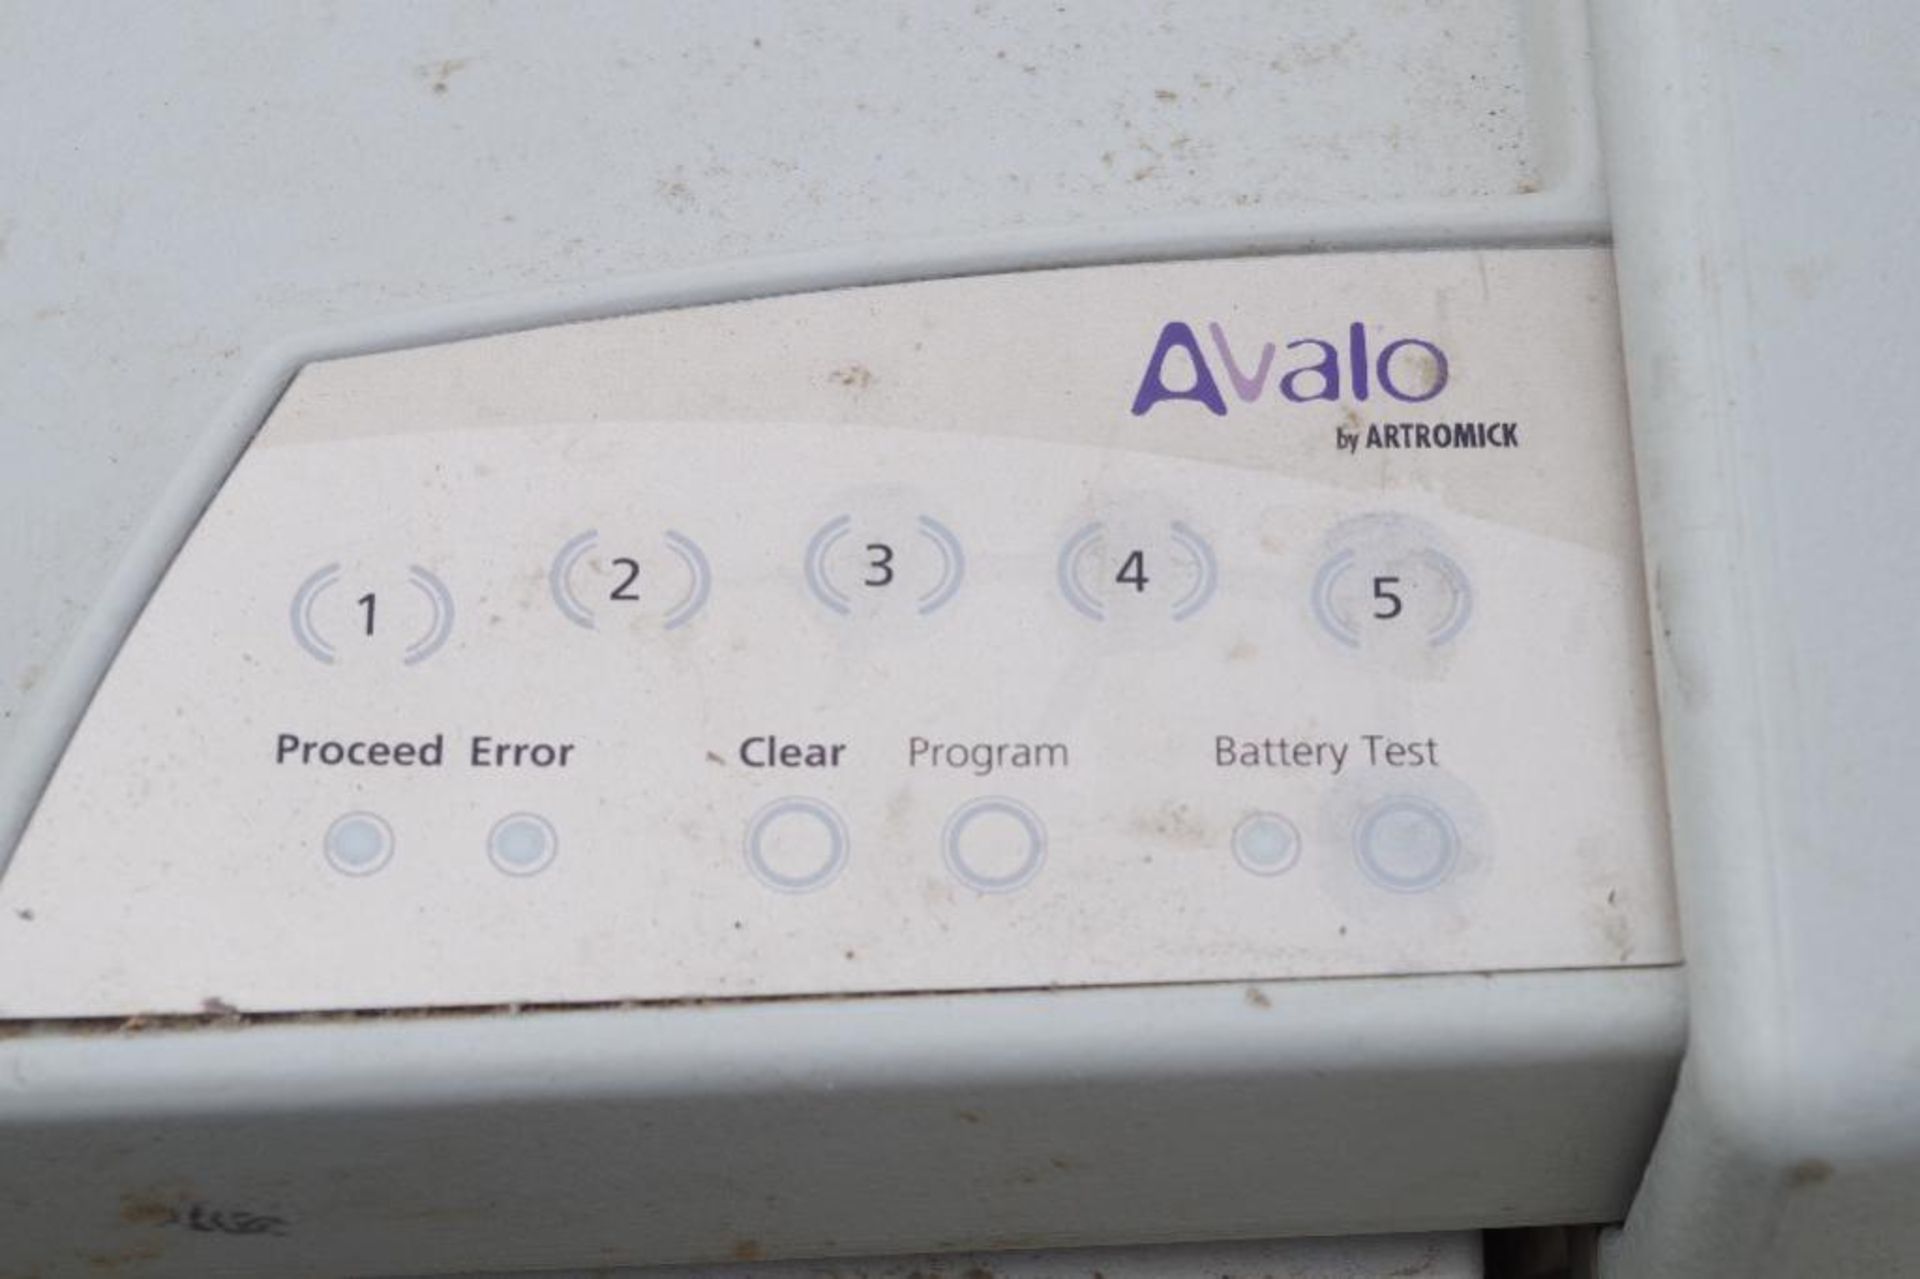 Avalo
by ARTROMICK
1 2 3 4 5
Proceed Error Clear Program Battery Test